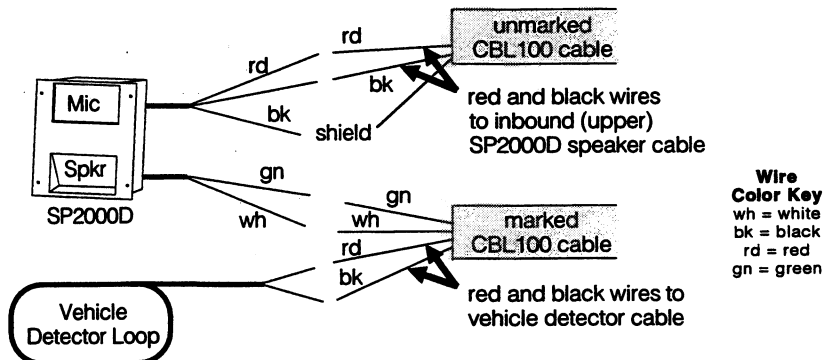 unmarked
CBL100 cable
rd
rd
bk
bk
shield
Mic
Spkr
SP2000D
red and black wires
to inbound (upper)
SP2000D speaker cable
gn
gn
wh
wh
rd
bk
marked
CBL100 cable
red and black wires to
vehicle detector cable
Vehicle
Detector Loop
Wire
Color Key
wh = white
bk = black
rd = red
gn = green